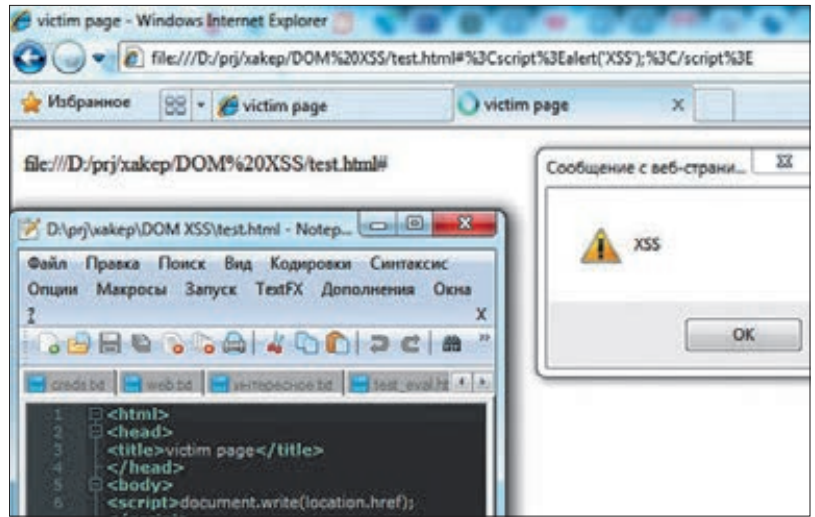 victim page - Windows Internet Explorer
file:///D:/prj/xakep/DOM%20XSS/test.html#%3Cscript%3Ealert('XSS');%3C/script%3E
Избранное
victim page
victim page
X
file:///D:/prj/xakep/DOM%20XSS/test.html#
Сообщение с веб-страни...
XSS
OK
D:\prj\xakep\DOM XSS\test.html - Notep...
Файл Правка Поиск Вид Кодировки Синтаксис
Опции Макросы Запуск TextFX Дополнения Окна
? X
creds.txt web.txt интересное.txt test_eval.ht
1 <html>
2 <head>
3 <title>victim page</title>
4 </head>
5 <body>
6 <script>document.write(location.href);